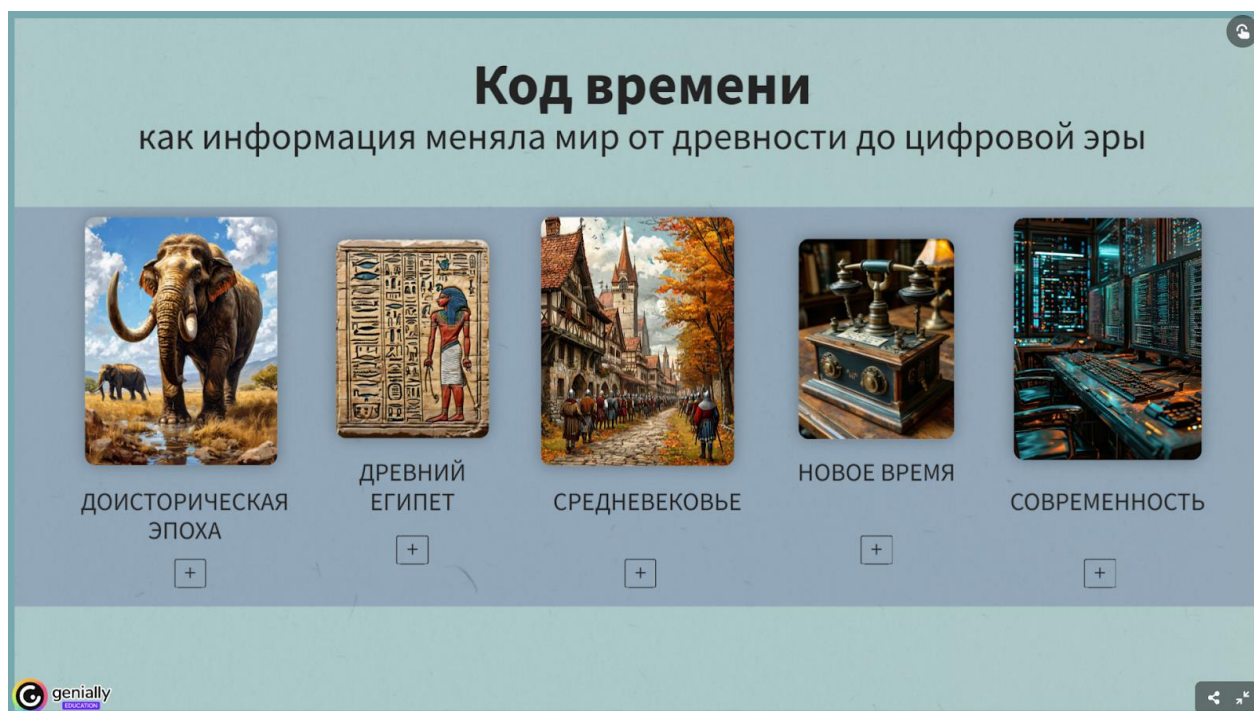 Код времени
как информация меняла мир от древности до цифровой эры
ДОИСТОРИЧЕСКАЯ
ЭПОХА
+
ДРЕВНИЙ
ЕГИПЕТ
+
СРЕДНЕВЕКОВЬЕ
+
НОВОЕ ВРЕМЯ
+
СОВРЕМЕННОСТЬ
+
genially
EDUCATION